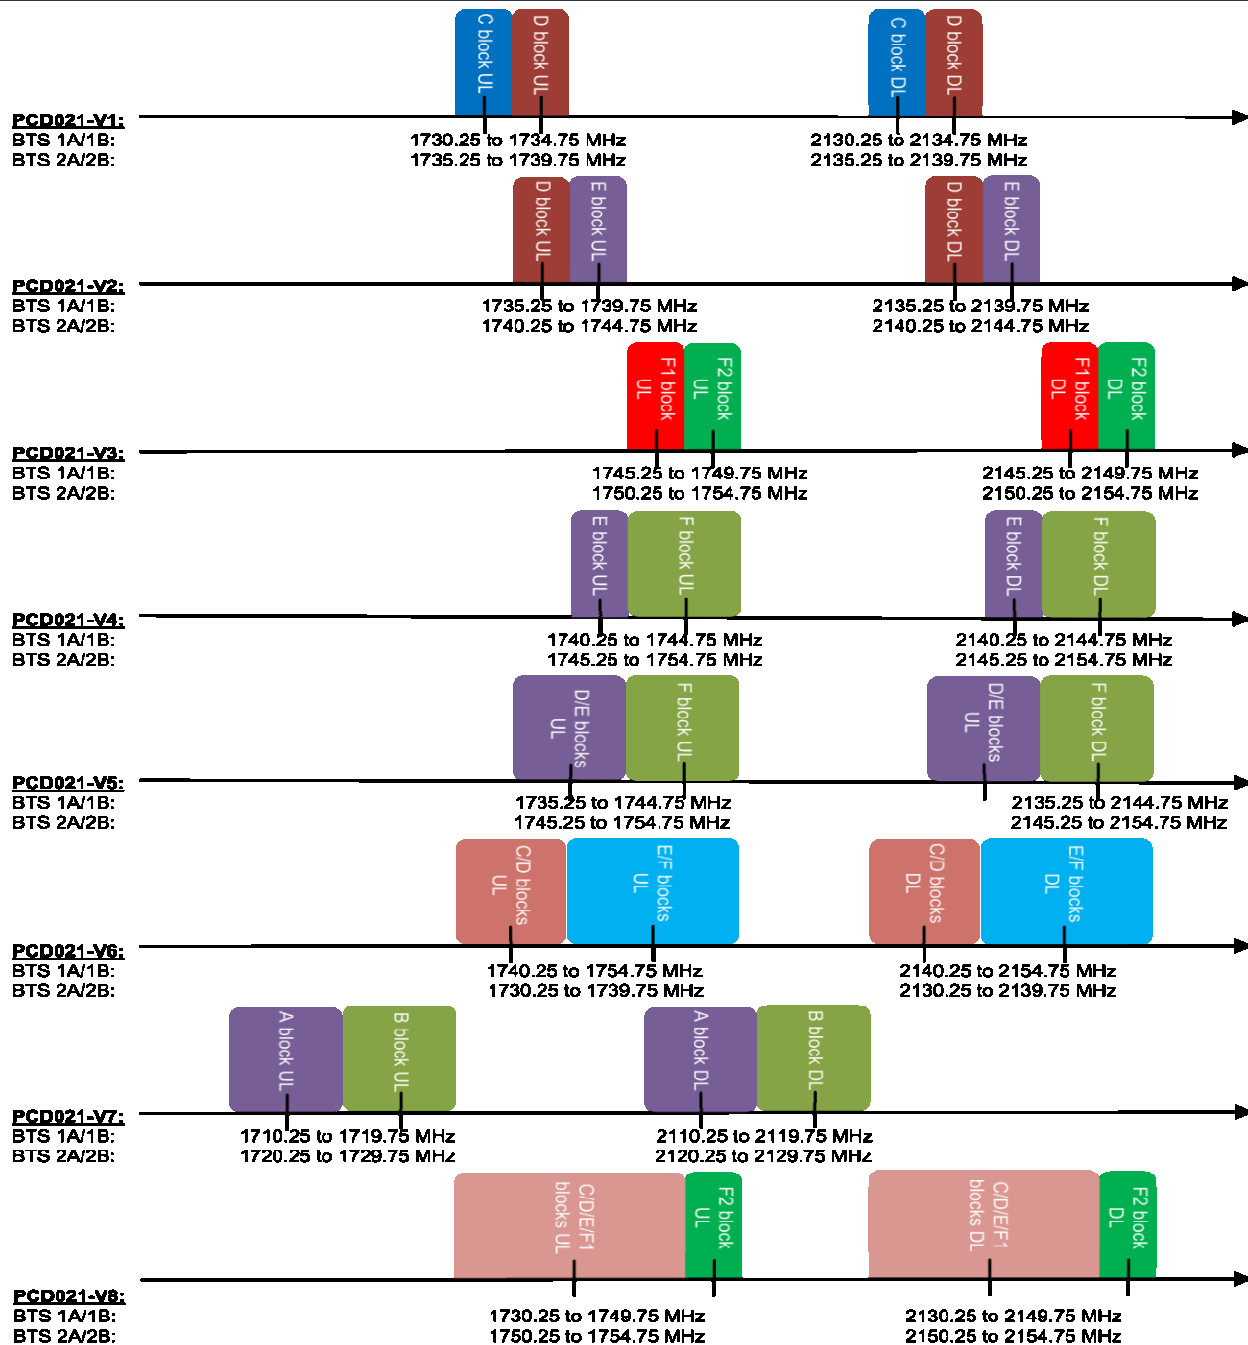 C block UL
D block UL
C block DL
D block DL
PCD021-V1:
BTS 1A/1B: 1730.25 to 1734.75 MHz 2130.25 to 2134.75 MHz
BTS 2A/2B: 1735.25 to 1739.75 MHz 2135.25 to 2139.75 MHz
D block UL
E block UL
D block DL
E block DL
PCD021-V2:
BTS 1A/1B: 1735.25 to 1739.75 MHz 2135.25 to 2139.75 MHz
BTS 2A/2B: 1740.25 to 1744.75 MHz 2140.25 to 2144.75 MHz
F1 block
UL
F2 block
UL
F1 block
DL
F2 block
DL
PCD021-V3:
BTS 1A/1B: 1745.25 to 1749.75 MHz 2145.25 to 2149.75 MHz
BTS 2A/2B: 1750.25 to 1754.75 MHz 2150.25 to 2154.75 MHz
E block UL
F block UL
E block DL
F block DL
PCD021-V4:
BTS 1A/1B: 1740.25 to 1744.75 MHz 2140.25 to 2144.75 MHz
BTS 2A/2B: 1745.25 to 1754.75 MHz 2145.25 to 2154.75 MHz
D/E blocks
UL
F block UL
D/E blocks
UL
F block DL
PCD021-V5:
BTS 1A/1B: 1735.25 to 1744.75 MHz 2135.25 to 2144.75 MHz
BTS 2A/2B: 1745.25 to 1754.75 MHz 2145.25 to 2154.75 MHz
C/D blocks
UL
E/F blocks
UL
C/D blocks
DL
E/F blocks
DL
PCD021-V6:
BTS 1A/1B: 1740.25 to 1754.75 MHz 2140.25 to 2154.75 MHz
BTS 2A/2B: 1730.25 to 1739.75 MHz 2130.25 to 2139.75 MHz
A block UL
B block UL
A block DL
B block DL
PCD021-V7:
BTS 1A/1B: 1710.25 to 1719.75 MHz 2110.25 to 2119.75 MHz
BTS 2A/2B: 1720.25 to 1729.75 MHz 2120.25 to 2129.75 MHz
C/D/E/F1
blocks UL
F2 block
UL
C/D/E/F1
blocks DL
F2 block
DL
PCD021-V8:
BTS 1A/1B: 1730.25 to 1749.75 MHz 2130.25 to 2149.75 MHz
BTS 2A/2B: 1750.25 to 1754.75 MHz 2150.25 to 2154.75 MHz